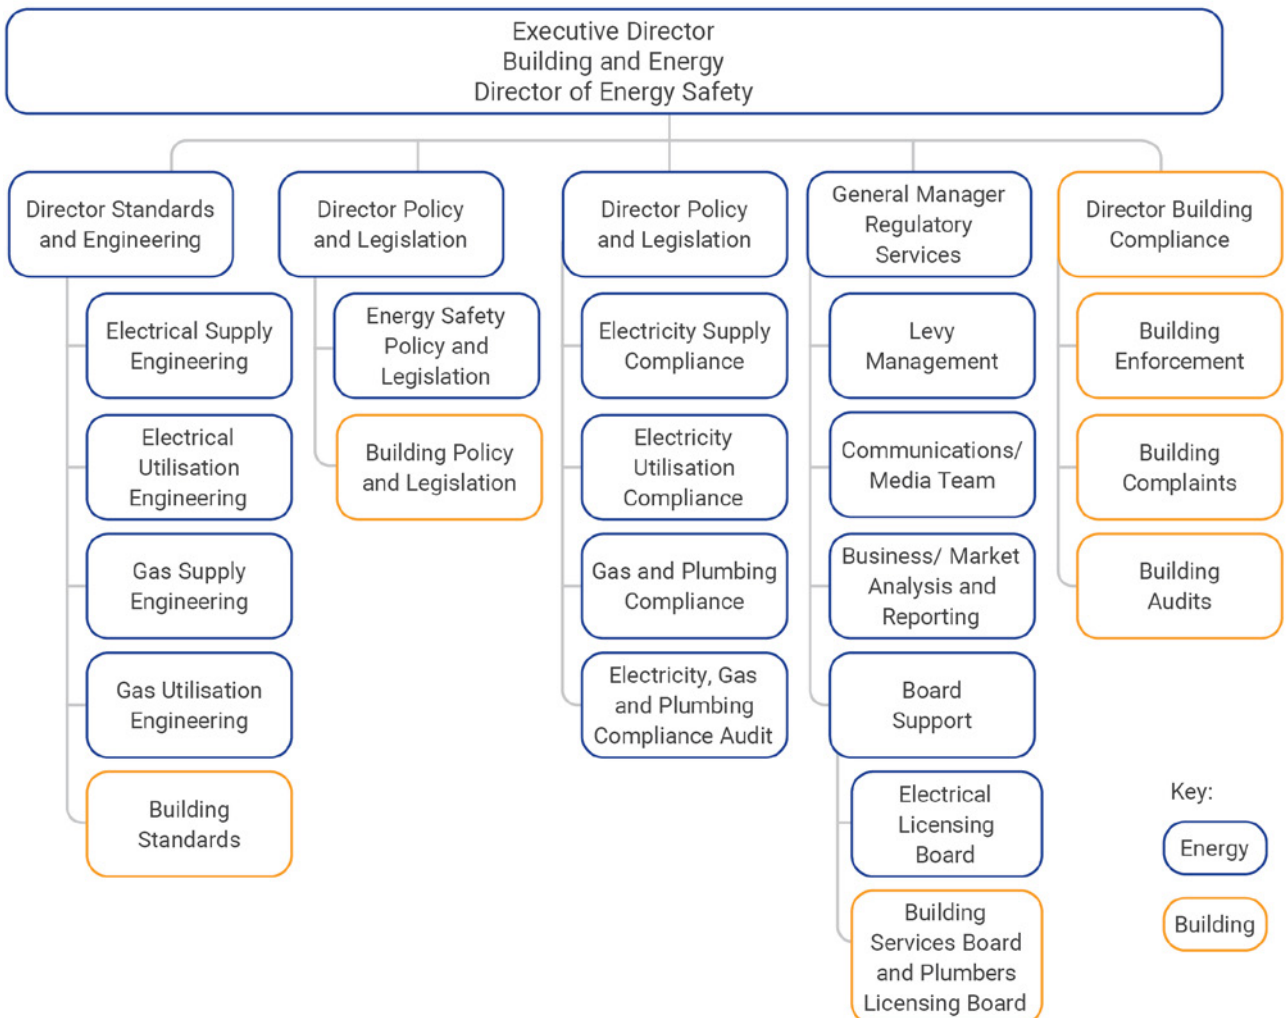 Executive Director
Building and Energy
Director of Energy Safety
Director Standards
and Engineering
Electrical Supply
Engineering
Electrical
Utilisation
Engineering
Gas Supply
Engineering
Gas Utilisation
Engineering
Building
Standards
Director Policy
and Legislation
Energy Safety
Policy and
Legislation
Building Policy
and Legislation
Director Policy
and Legislation
Electricity Supply
Compliance
Electricity
Utilisation
Compliance
Gas and Plumbing
Compliance
Electricity, Gas
and Plumbing
Compliance Audit
General Manager
Regulatory
Services
Levy
Management
Communications/
Media Team
Business/ Market
Analysis and
Reporting
Board
Support
Electrical
Licensing
Board
Building
Services Board
and Plumbers
Licensing Board
Director Building
Compliance
Building
Enforcement
Building
Complaints
Building
Audits
Key:
Energy
Building